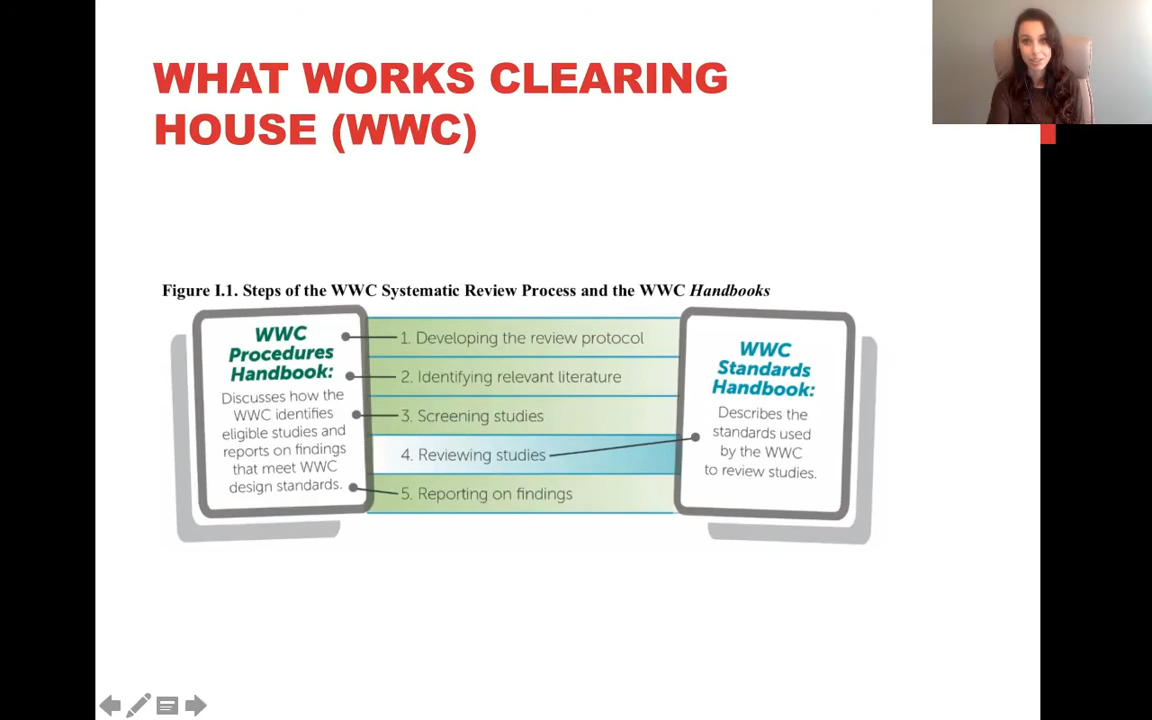 WHAT WORKS CLEARING
HOUSE (WWC)
Figure I.1. Steps of the WWC Systematic Review Process and the WWC Handbooks
WWC
Procedures
Handbook:
Discusses how the
WWC identifies
eligible studies and
reports on findings
that meet WWC
design standards.
1. Developing the review protocol
2. Identifying relevant literature
3. Screening studies
4. Reviewing studies
5. Reporting on findings
WWC
Standards
Handbook:
Describes the
standards used
by the WWC
to review studies.